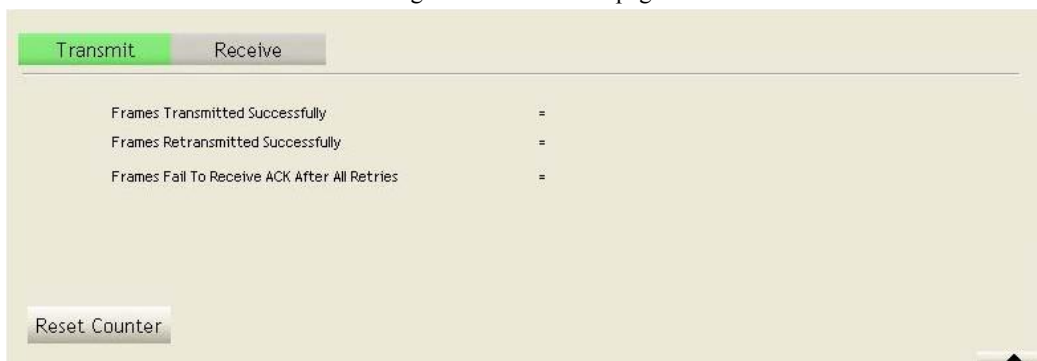 Transmit Receive
Frames Transmitted Successfully =
Frames Retransmitted Successfully =
Frames Fail To Receive ACK After All Retries =
Reset Counter